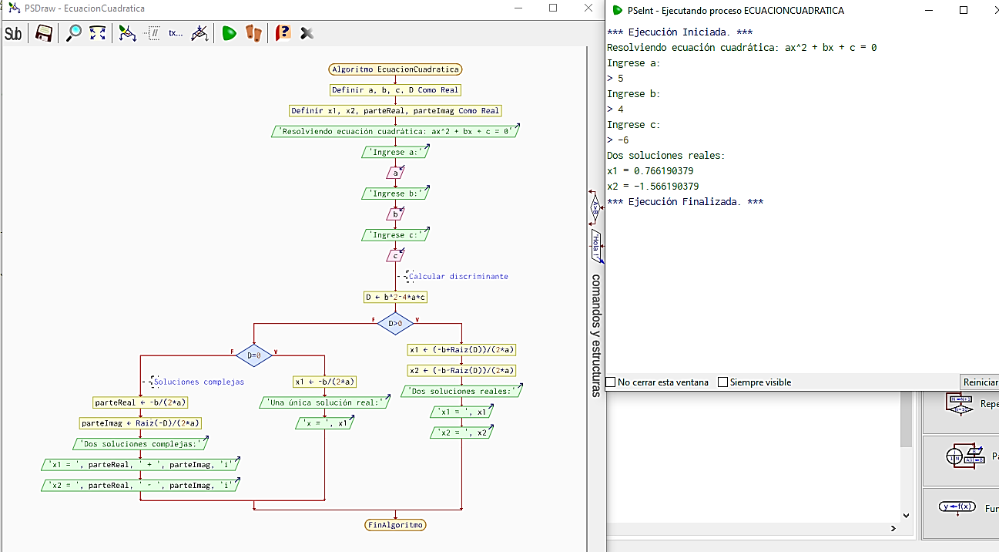 PSDraw - EcuacionCuadratica
Sub
tx...
Algoritmo EcuacionCuadratica
Definir a, b, c, D Como Real
Definir x1, x2, parteReal, parteImag Como Real
'Resolviendo ecuación cuadrática: ax^2 + bx + c = 0'
'Ingrese a:'
a
'Ingrese b:'
b
'Ingrese c:'
c
Calcular discriminante
D ← b^2-4*a*c
F
D>0
V
F
D=0
V
x1 ← (-b+Raiz(D))/(2*a)
x2 ← (-b-Raiz(D))/(2*a)
'Dos soluciones reales:'
'x1 = ', x1
'x2 = ', x2
x1 ← -b/(2*a)
'Una única solución real:'
'x = ', x1
Soluciones complejas
parteReal ← -b/(2*a)
parteImag ← Raiz(-D)/(2*a)
'Dos soluciones complejas:'
'x1 = ', parteReal, ' + ', parteImag, 'i'
'x2 = ', parteReal, ' - ', parteImag, 'i'
FinAlgoritmo
A>B
'Hola !'
comandos y estructuras
PSeInt - Ejecutando proceso ECUACIONCUADRATICA
*** Ejecución Iniciada. ***
Resolviendo ecuación cuadrática: ax^2 + bx + c = 0
Ingrese a:
> 5
Ingrese b:
> 4
Ingrese c:
> -6
Dos soluciones reales:
x1 = 0.766190379
x2 = -1.566190379
*** Ejecución Finalizada. ***
No cerrar esta ventana
Siempre visible
Reiniciar
Repe
Pa
y←f(x)
Fun